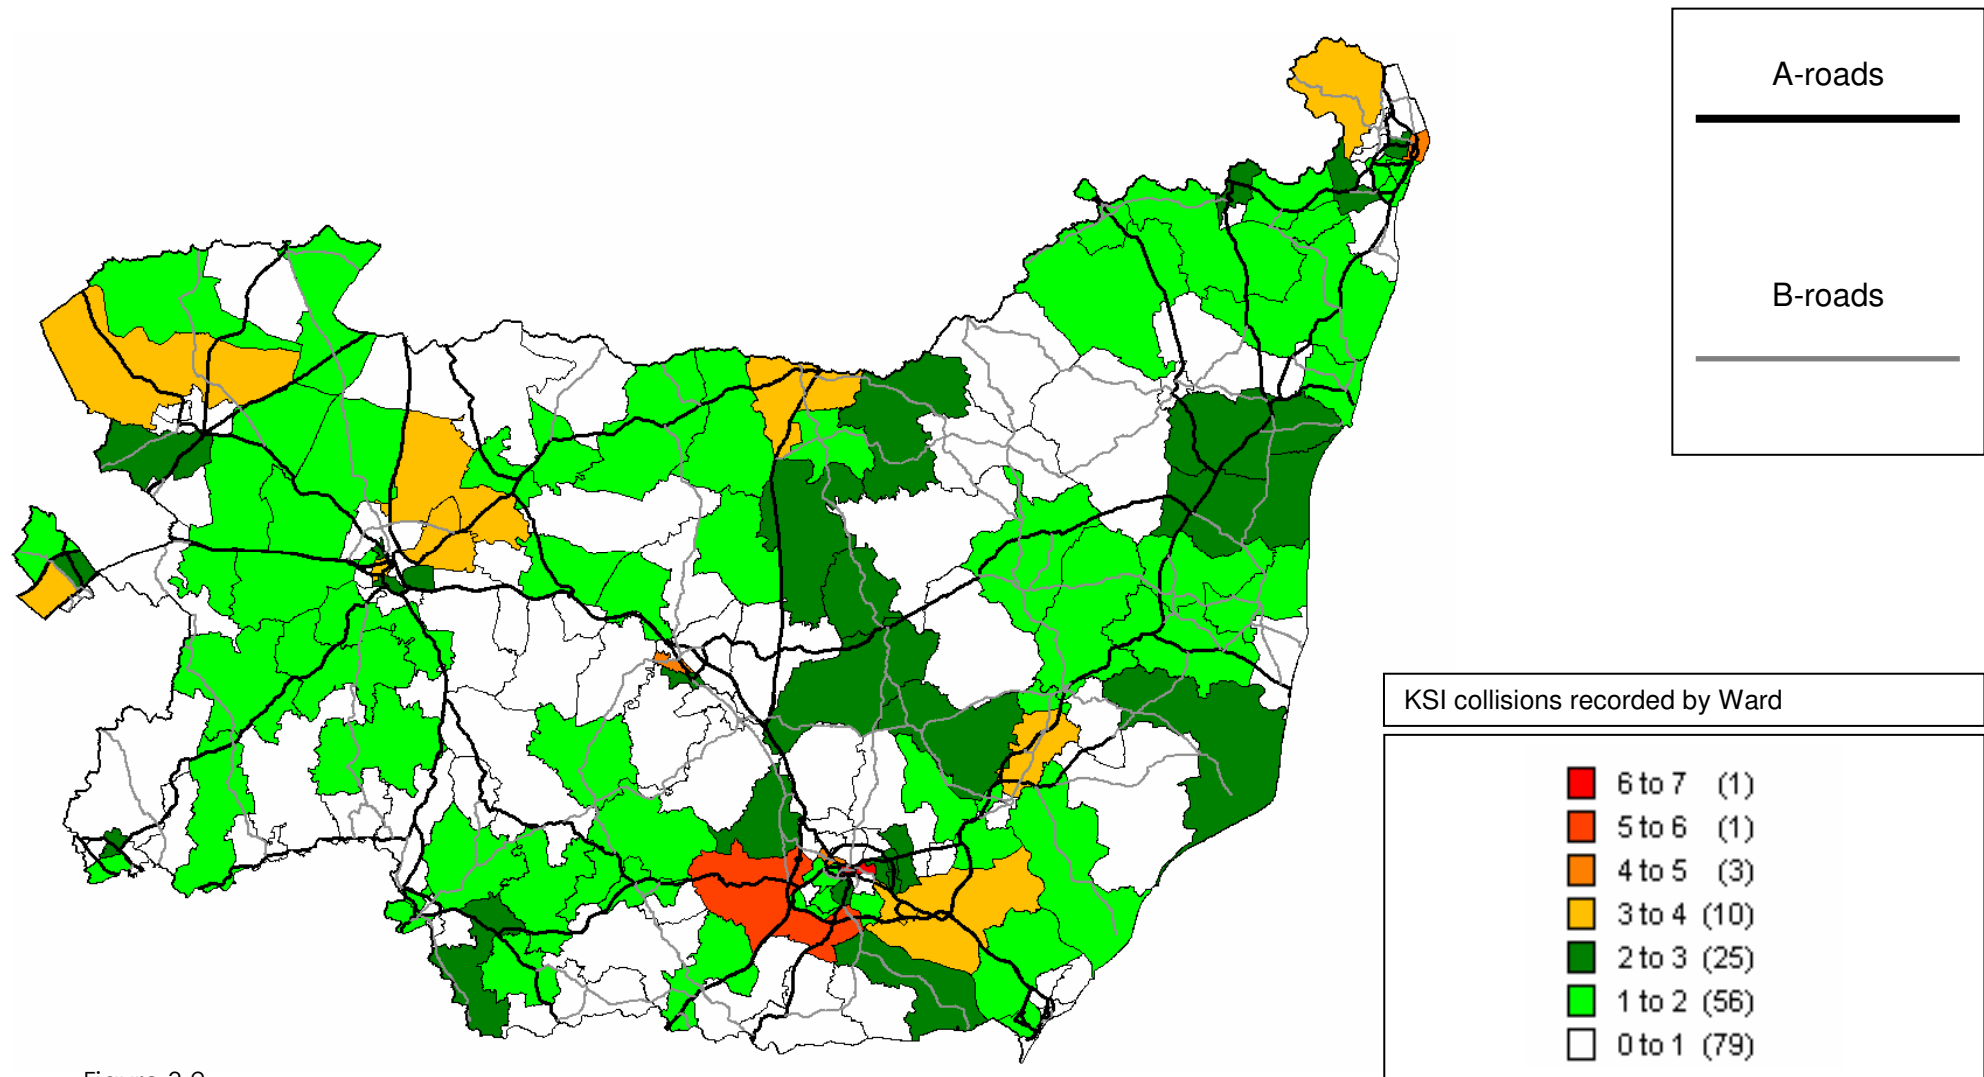 A-roads
B-roads
KSI collisions recorded by Ward
6 to 7 (1)
5 to 6 (1)
4 to 5 (3)
3 to 4 (10)
2 to 3 (25)
1 to 2 (56)
0 to 1 (79)